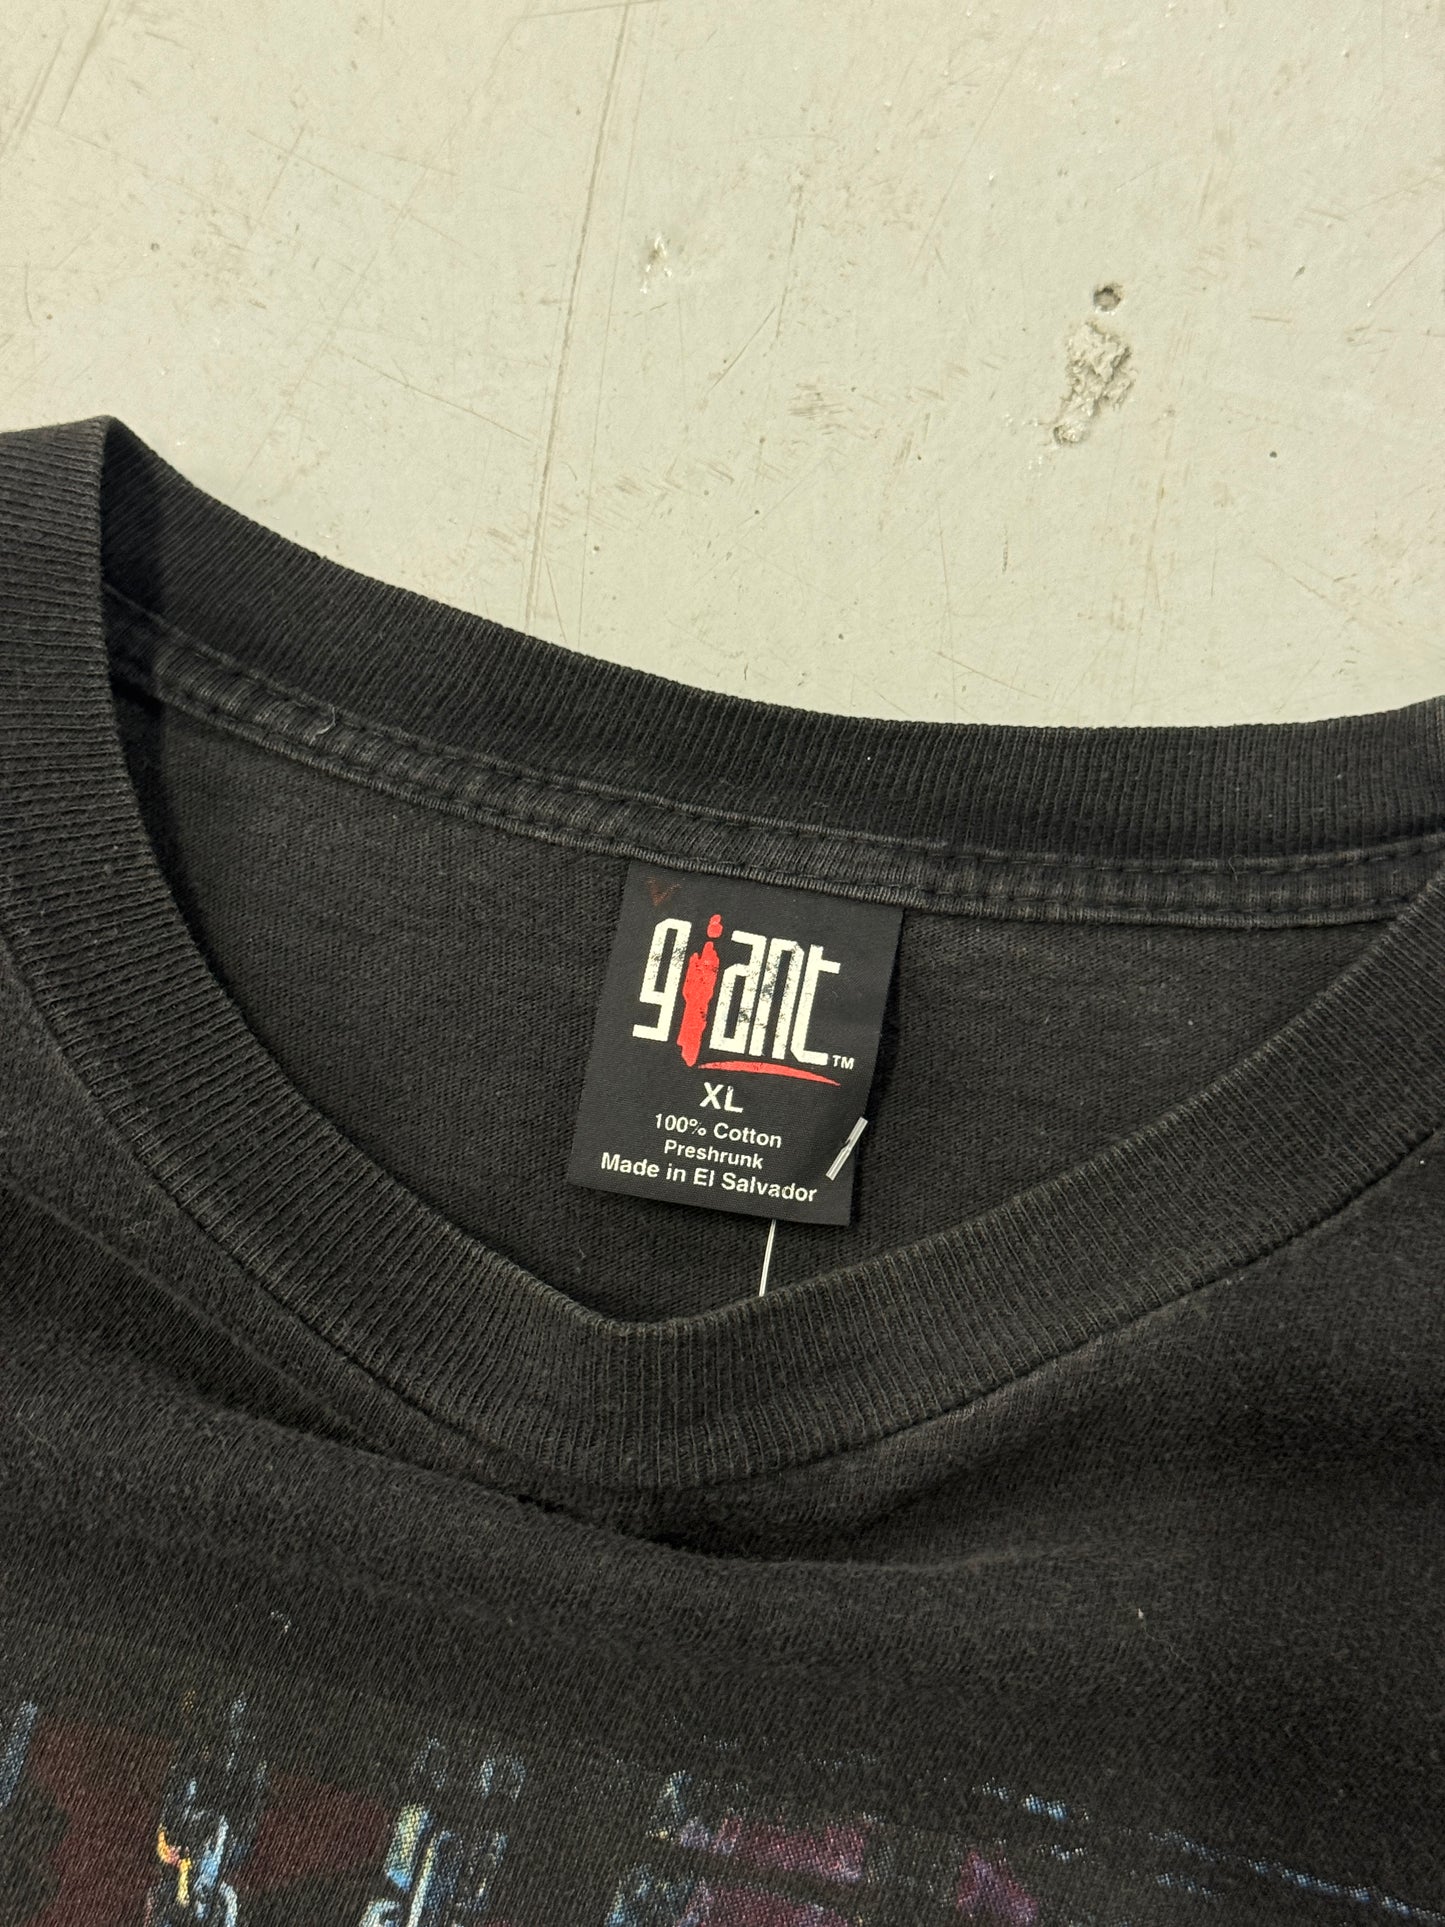 giant™
XL
100% Cotton
Preshrunk
Made in El Salvador